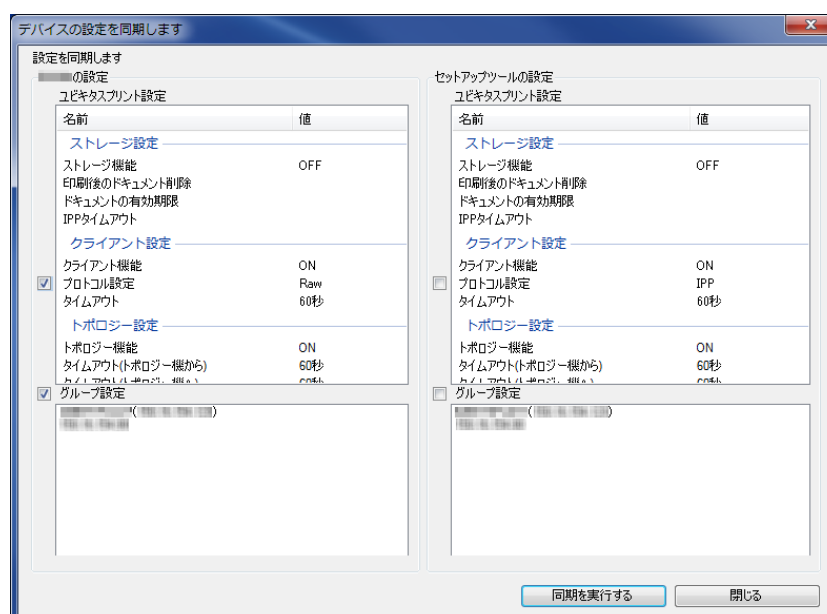 デバイスの設定を同期します
設定を同期します
の設定
ユビキタスプリント設定
名前 値
ストレージ設定
ストレージ機能 OFF
印刷後のドキュメント削除
ドキュメントの有効期限
IPPタイムアウト
クライアント設定
クライアント機能 ON
プロトコル設定 Raw
タイムアウト 60秒
トポロジー設定
トポロジー機能 ON
タイムアウト(トポロジー機から) 60秒
グループ設定
セットアップツールの設定
ユビキタスプリント設定
名前 値
ストレージ設定
ストレージ機能 OFF
印刷後のドキュメント削除
ドキュメントの有効期限
IPPタイムアウト
クライアント設定
クライアント機能 ON
プロトコル設定 IPP
タイムアウト 60秒
トポロジー設定
トポロジー機能 ON
タイムアウト(トポロジー機から) 60秒
グループ設定
同期を実行する 閉じる